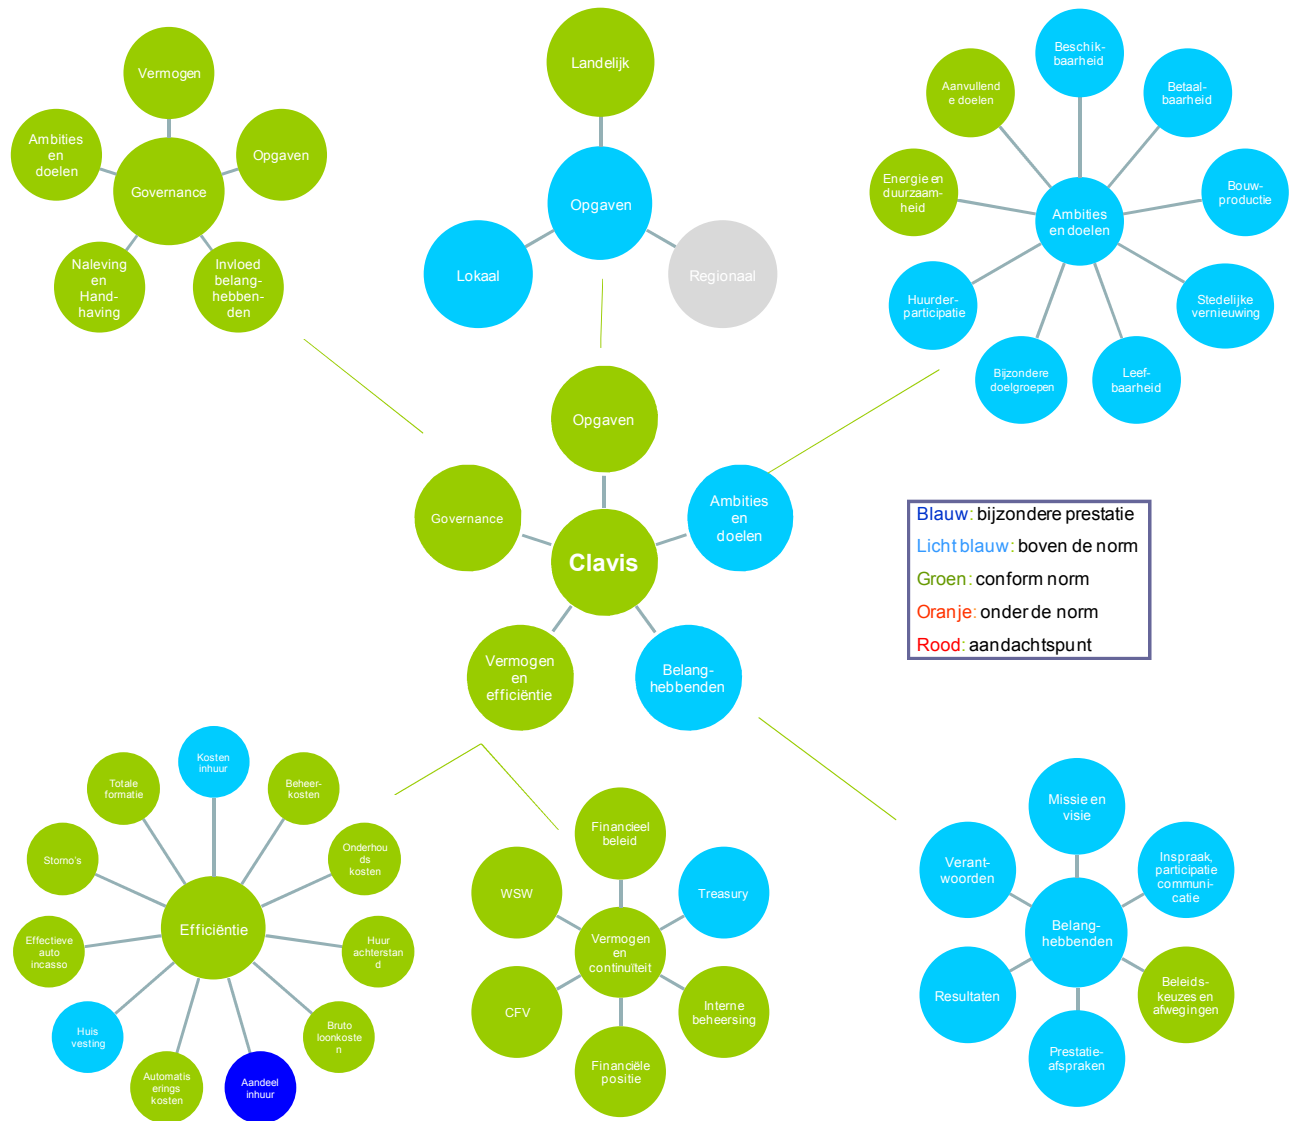 Vermogen
Ambities
en
doelen
Opgaven
Governance
Naleving
en
Hand-
having
Invloed
belang-
hebben-
den
Landelijk
Opgaven
Lokaal
Regionaal
Beschik-
baarheid
Aanvullend
e doelen
Betaal-
baarheid
Energie en
duurzaam-
heid
Bouw-
productie
Ambities
en doelen
Huurder-
participatie
Stedelijke
vernieuwing
Bijzondere
doelgroepen
Leef-
baarheid
Opgaven
Governance
Ambities
en
doelen
Clavis
Vermogen
en
efficiëntie
Belang-
hebbenden
Blauw: bijzondere prestatie
Licht blauw: boven de norm
Groen: conform norm
Oranje: onder de norm
Rood: aandachtspunt
Kosten
inhuur
Totale
formatie
Beheer-
kosten
Storno's
Onderhou
ds
kosten
Efficiëntie
Effectieve
auto
incasso
Huur
achterstan
d
Huis
vesting
Bruto
loonkoste
n
Automatis
erings
kosten
Aandeel
inhuur
Financieel
beleid
WSW
Treasury
Vermogen
en
continuïteit
CFV
Interne
beheersing
Financiële
positie
Missie en
visie
Verant-
woorden
Inspraak,
participatie
communi-
catie
Belang-
hebbenden
Resultaten
Beleids-
keuzes en
afwegingen
Prestatie-
afspraken